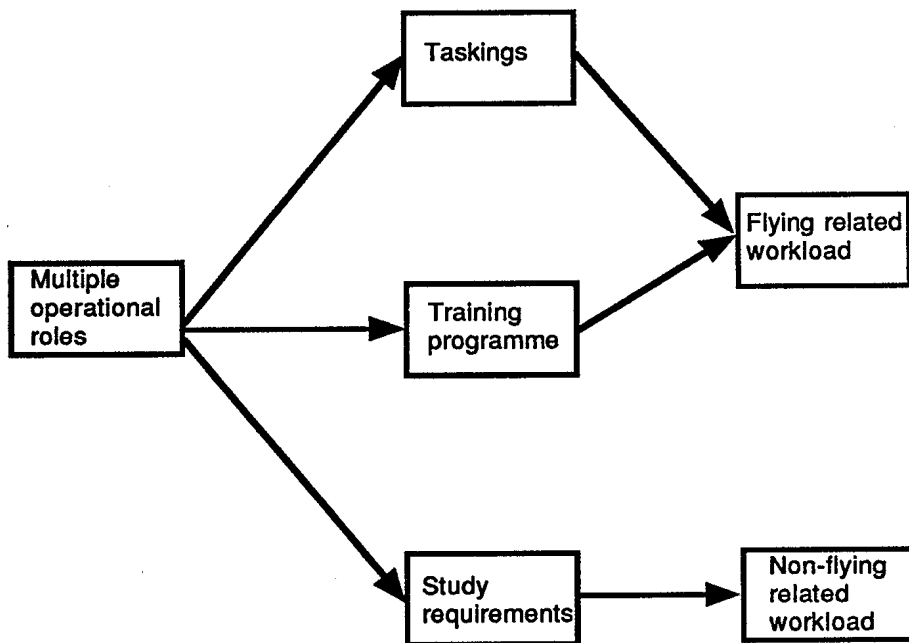 Taskings
Flying related
workload
Multiple
operational
roles
Training
programme
Study
requirements
Non-flying
related
workload